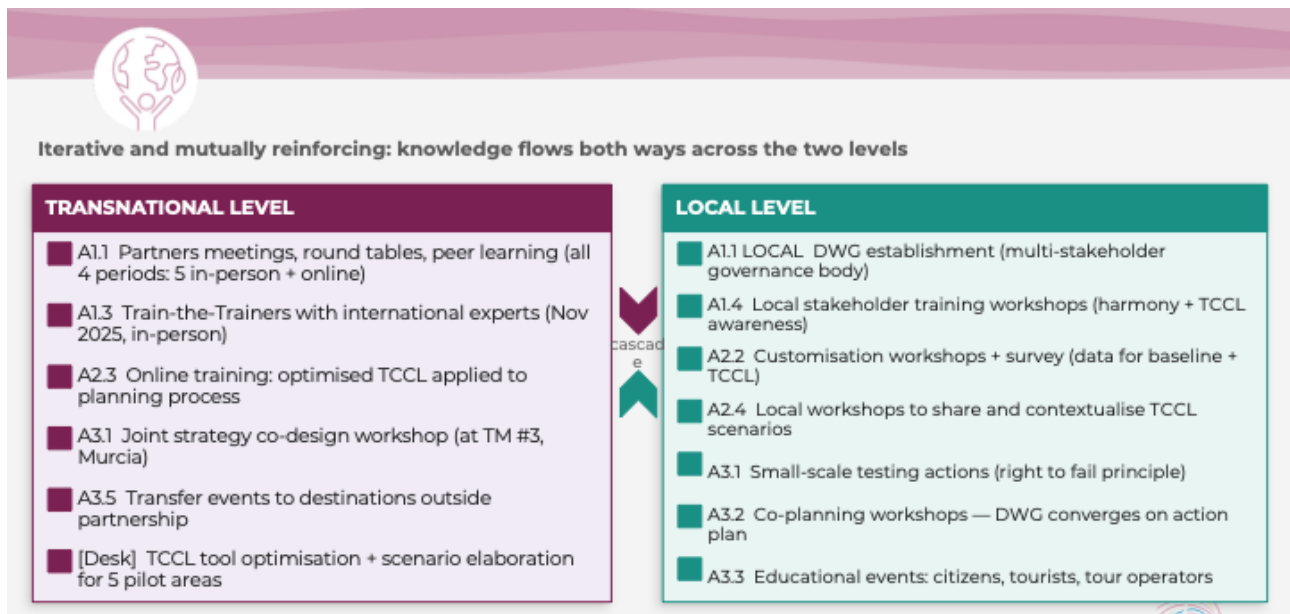 Iterative and mutually reinforcing: knowledge flows both ways across the two levels
TRANSNATIONAL LEVEL
A1.1 Partners meetings, round tables, peer learning (all
4 periods: 5 in-person + online)
A1.3 Train-the-Trainers with international experts (Nov
2025, in-person)
A2.3 Online training: optimised TCCL applied to
planning process
A3.1 Joint strategy co-design workshop (at TM #3,
Murcia)
A3.5 Transfer events to destinations outside
partnership
[Desk] TCCL tool optimisation + scenario elaboration
for 5 pilot areas
cascad
e
LOCAL LEVEL
A1.1 LOCAL DWG establishment (multi-stakeholder
governance body)
A1.4 Local stakeholder training workshops (harmony + TCCL
awareness)
A2.2 Customisation workshops + survey (data for baseline +
TCCL)
A2.4 Local workshops to share and contextualise TCCL
scenarios
A3.1 Small-scale testing actions (right to fail principle)
A3.2 Co-planning workshops — DWG converges on action
plan
A3.3 Educational events: citizens, tourists, tour operators